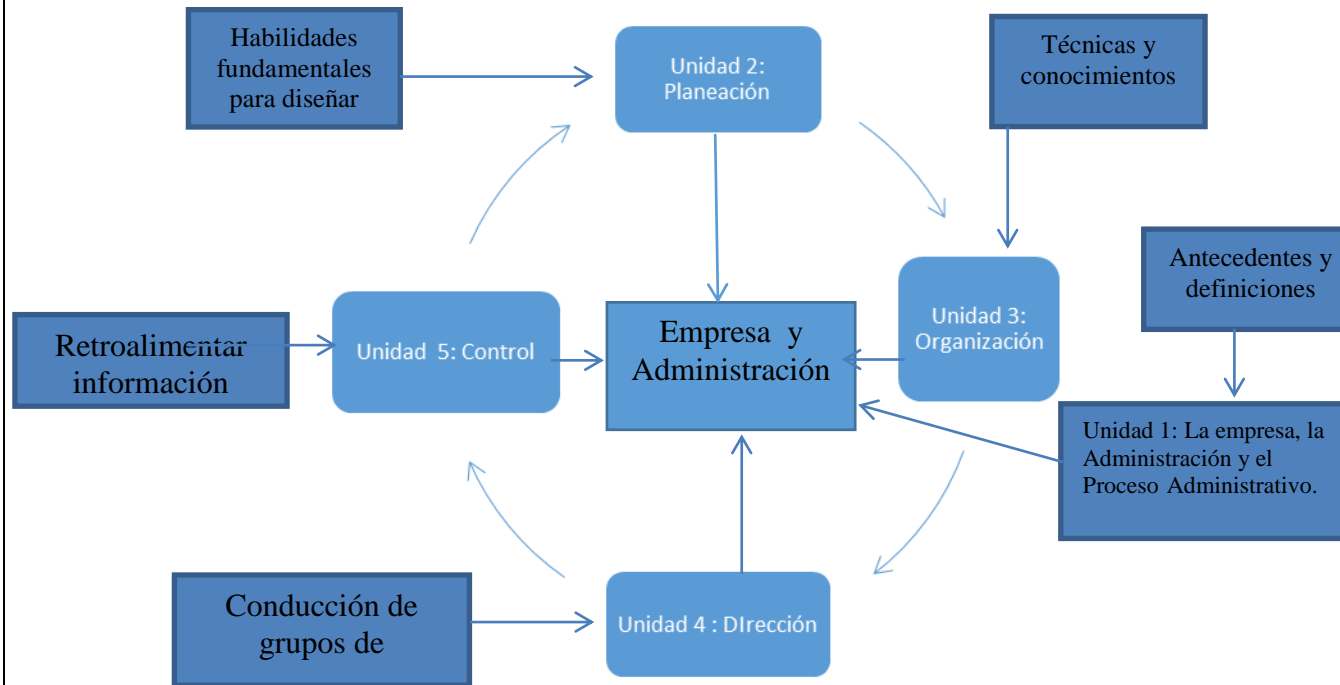 Habilidades
fundamentales
para diseñar
Unidad 2:
Planeación
Técnicas y
conocimientos
Antecedentes y
definiciones
Retroalimentar
información
Unidad 5: Control
Empresa y
Administración
Unidad 3:
Organización
Unidad 1: La empresa, la
Administración y el
Proceso Administrativo.
Conducción de
grupos de
Unidad 4 : DIrección